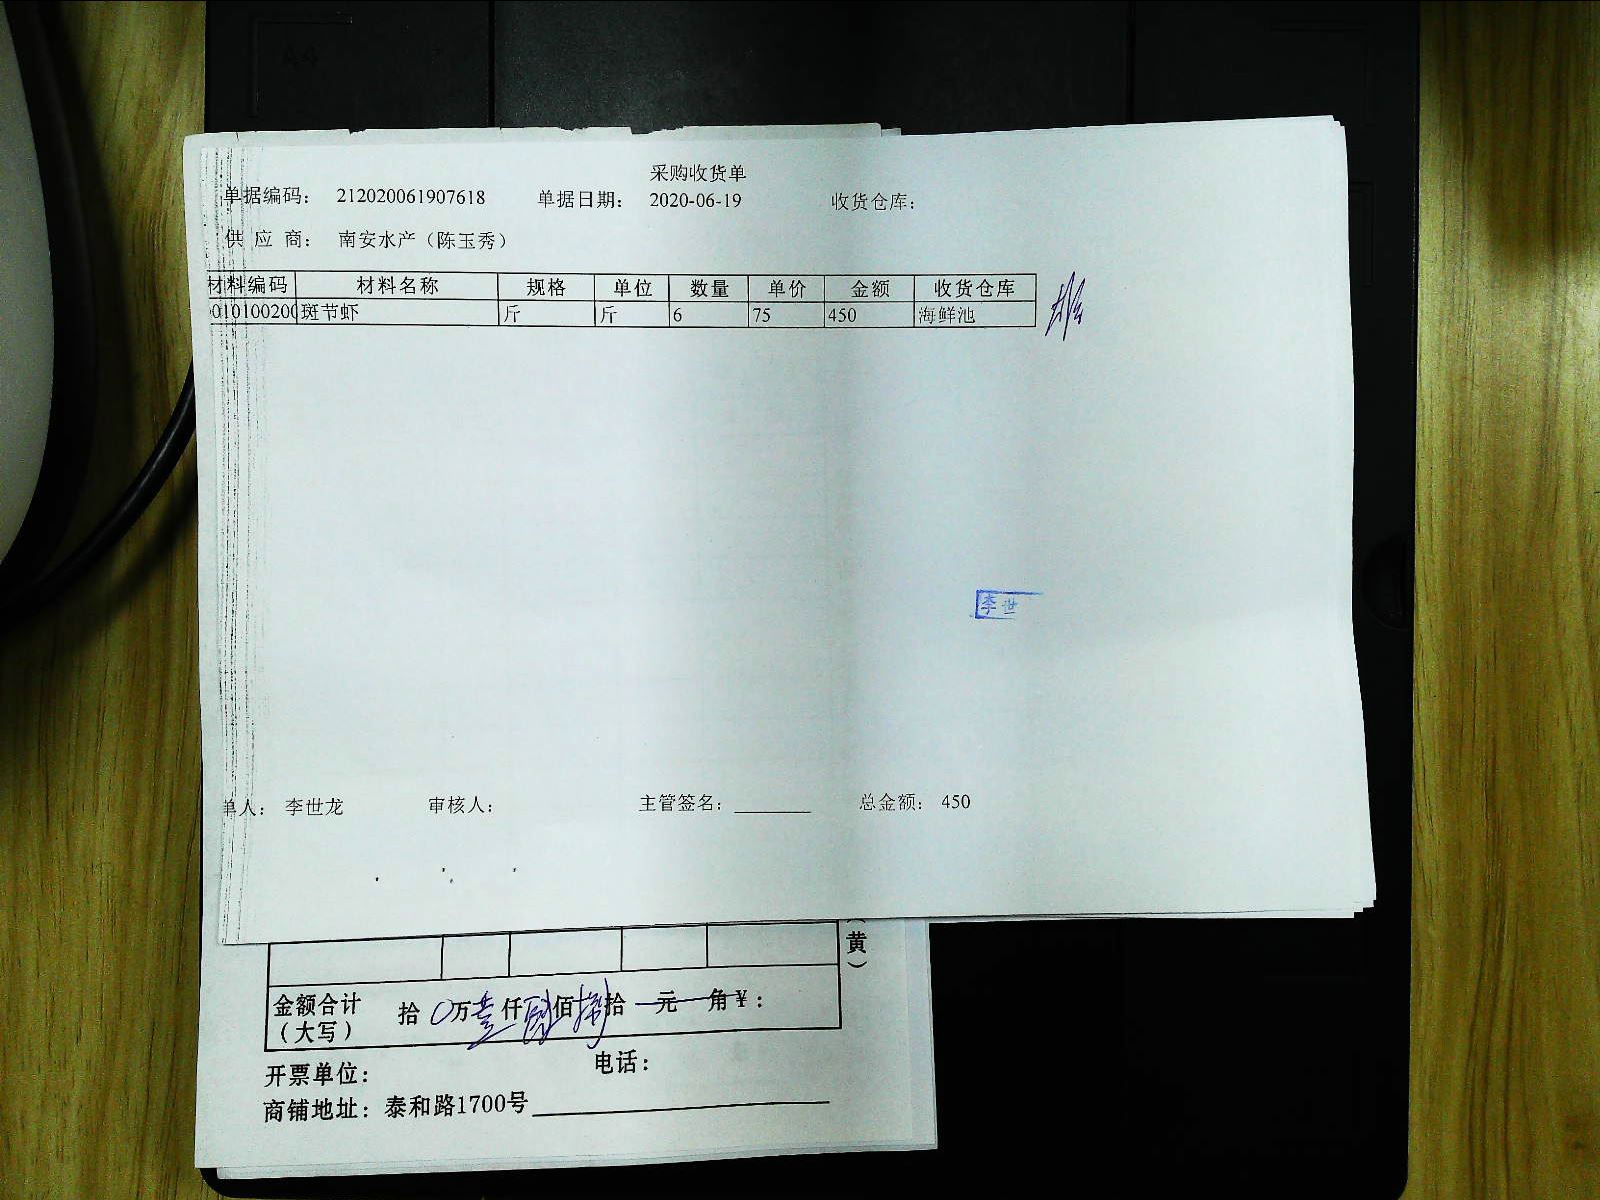 采购收货单
单据编码： 212020061907618 单据日期： 2020-06-19 收货仓库：
供 应 商： 南安水产（陈玉秀）
材料编码 材料名称 规格 单位 数量 单价 金额 收货仓库
斑节虾 斤 斤 6 75 450 海鲜池
李世
单人： 李世龙 审核人： 主管签名： 总金额： 450
（黄）
金额合计 拾0万壹仟 佰捌拾 元 角¥：
（大写）
开票单位： 电话：
商铺地址：泰和路1700号